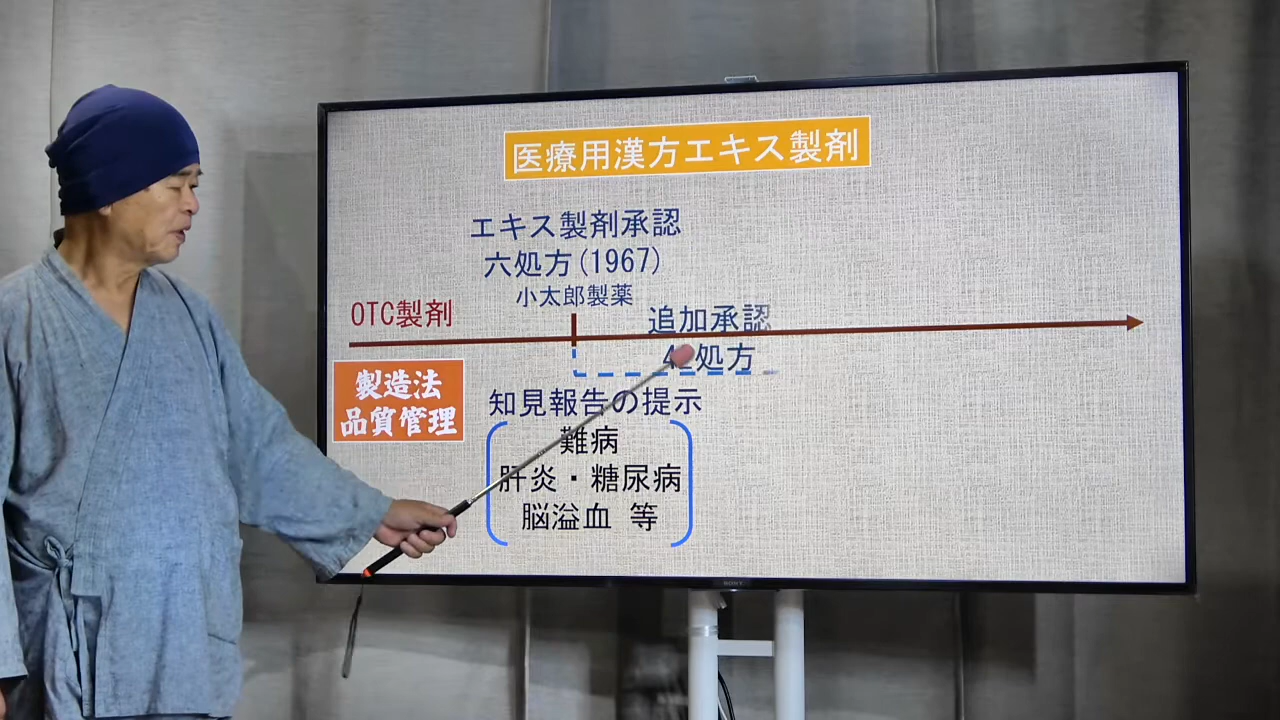 医療用漢方エキス製剤
エキス製剤承認
六処方(1967)
小太郎製薬
OTC製剤
追加承認
処方
製造法
品質管理
知見報告の提示
難病
肝炎・糖尿病
脳溢血 等
SONY